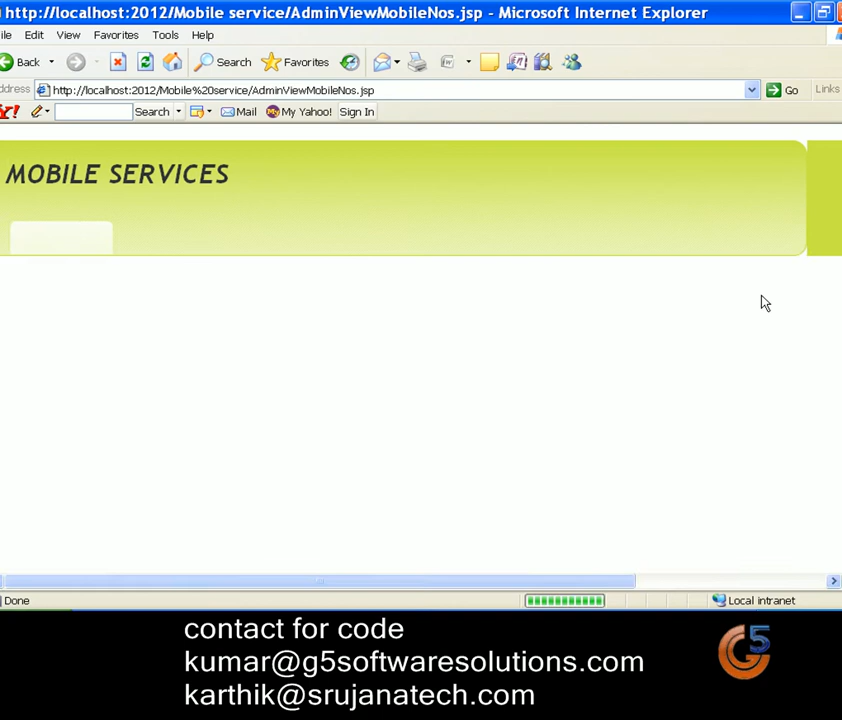 http://localhost:2012/Mobile service/AdminViewMobileNos.jsp - Microsoft Internet Explorer
ile Edit View Favorites Tools Help
Back Search Favorites
ddress http://localhost:2012/Mobile%20service/AdminViewMobileNos.jsp Go Links
Y! Search Mail My Yahoo! Sign In
MOBILE SERVICES
Done Local intranet
contact for code
kumar@g5softwaresolutions.com
karthik@srujanatech.com
G5